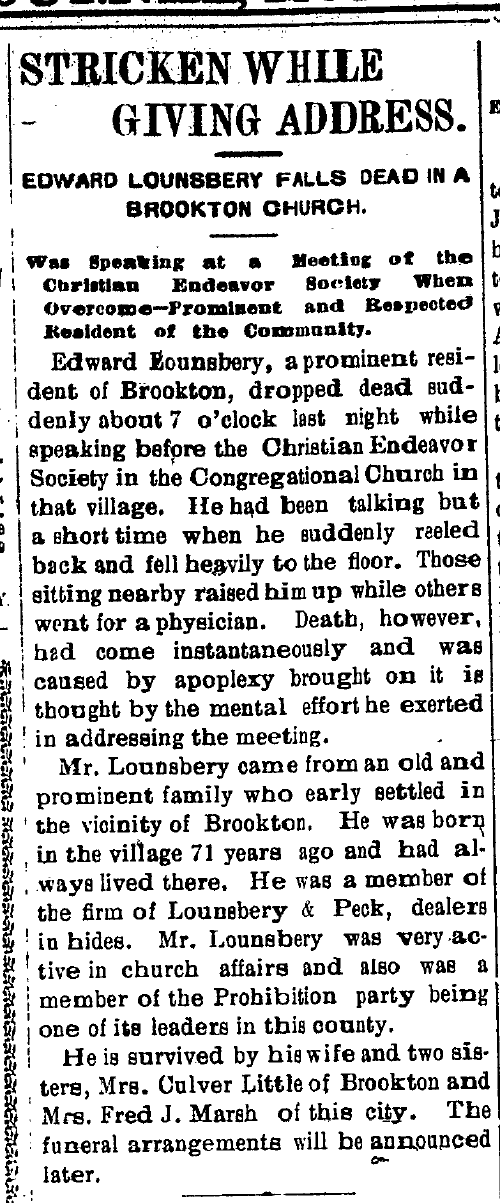 STRICKEN WHILE
GIVING ADDRESS.
EDWARD LOUNSBERY FALLS DEAD IN A
BROOKTON CHURCH.
Was Speaking at a Meeting of the
Christian Endeavor Society When
Overcome—Prominent and Respected
Resident of the Community.
Edward Lounsbery, a prominent resi-
dent of Brookton, dropped dead sud-
denly about 7 o'clock last night while
speaking before the Christian Endeavor
Society in the Congregational Church in
that village. He had been talking but
a short time when he suddenly reeled
back and fell heavily to the floor. Those
sitting nearby raised him up while others
went for a physician. Death, however,
had come instantaneously and was
caused by apoplexy brought on it is
thought by the mental effort he exerted
in addressing the meeting.
Mr. Lounsbery came from an old and
prominent family who early settled in
the vicinity of Brookton. He was born
in the village 71 years ago and had al-
ways lived there. He was a member of
the firm of Lounsbery & Peck, dealers
in hides. Mr. Lounsbery was very ac-
tive in church affairs and also was a
member of the Prohibition party being
one of its leaders in this county.
He is survived by his wife and two sis-
ters, Mrs. Culver Little of Brookton and
Mrs. Fred J. Marsh of this city. The
funeral arrangements will be announced
later.